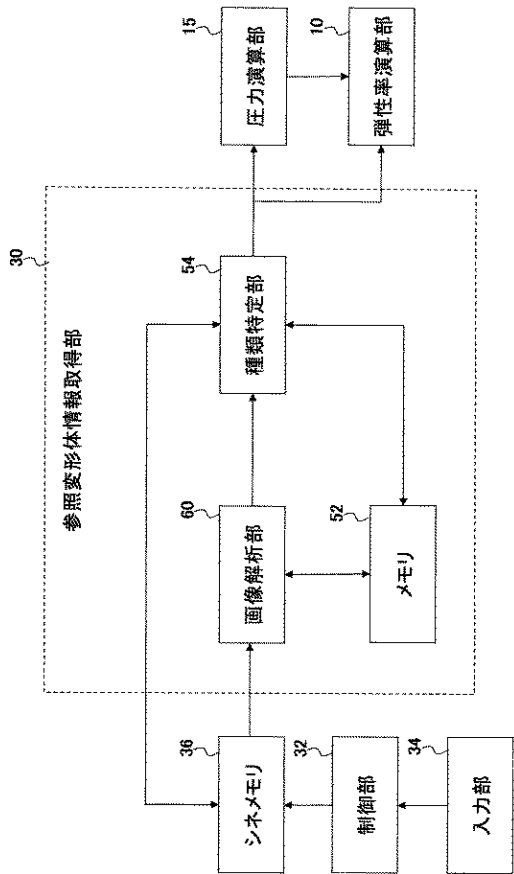 30
参照変形体情報取得部
36
シネメモリ
60
画像解析部
54
種類特定部
15
圧力演算部
32
制御部
52
メモリ
10
弾性率演算部
34
入力部